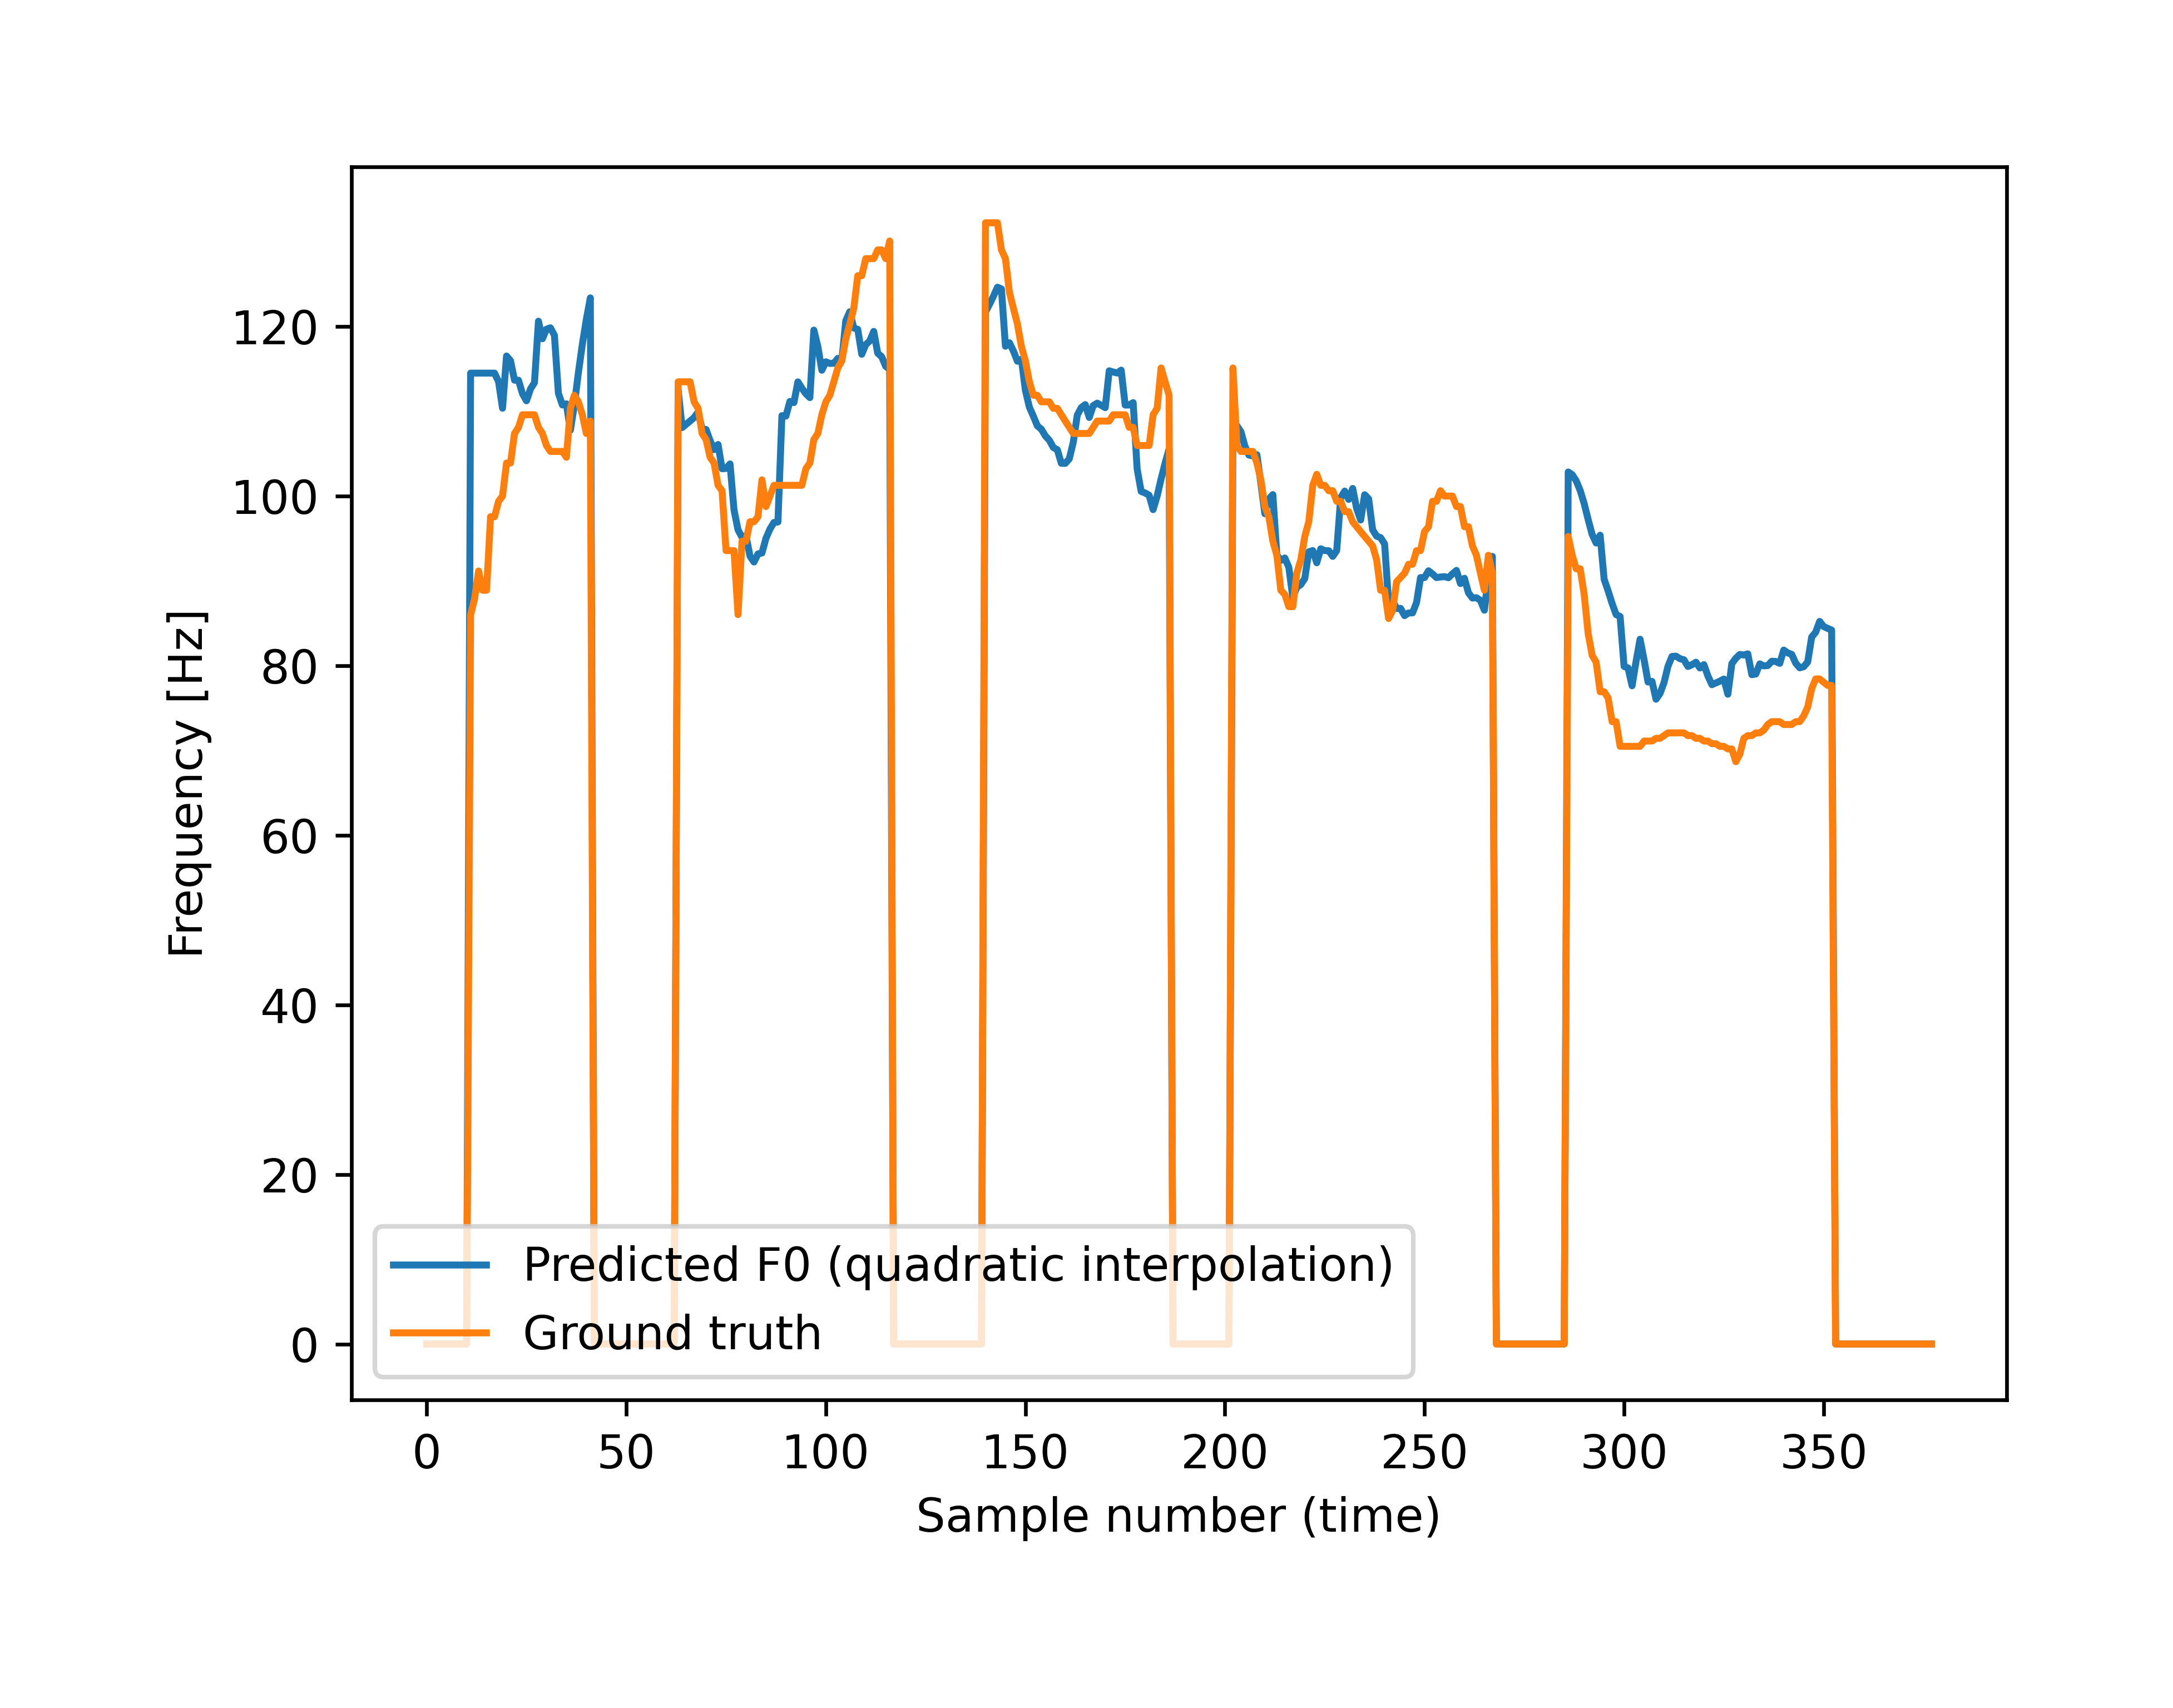 120
100
80
60
40
20
0
Frequency [Hz]
Predicted F0 (quadratic interpolation)
Ground truth
0 50 100 150 200 250 300 350
Sample number (time)